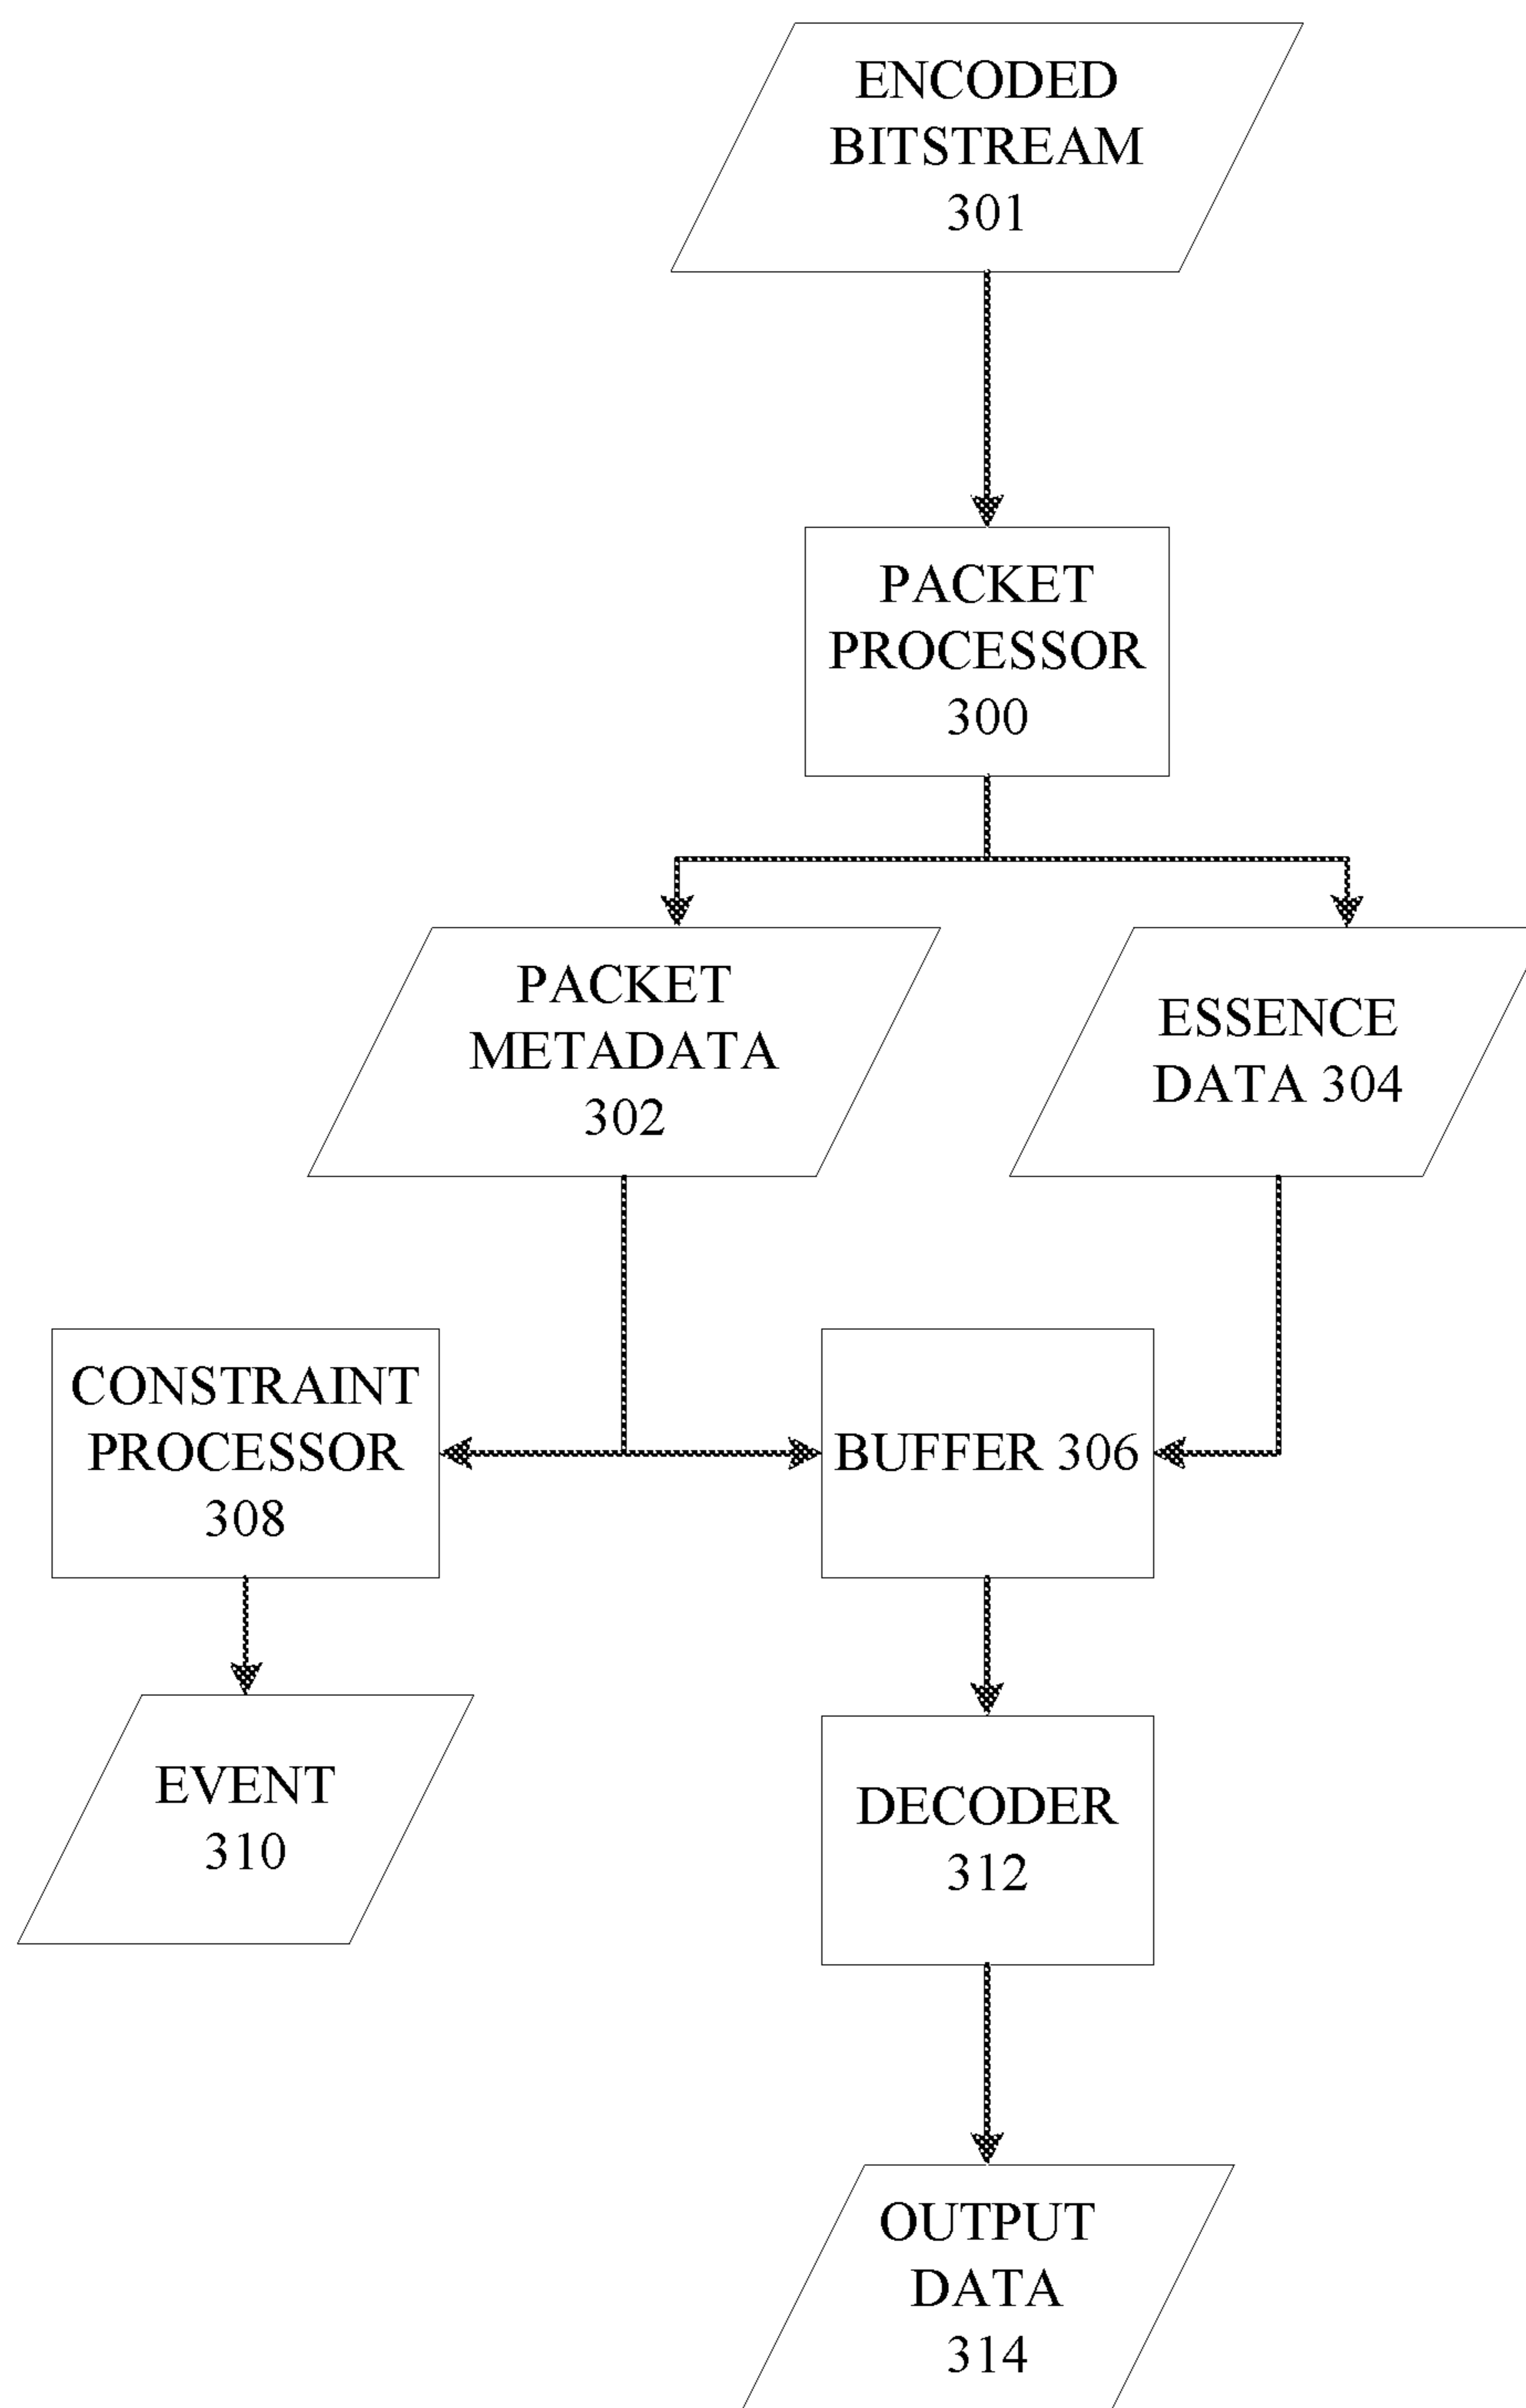 ENCODED
BITSTREAM
301
PACKET
PROCESSOR
300
PACKET
METADATA
302
ESSENCE
DATA 304
CONSTRAINT
PROCESSOR
308
BUFFER 306
EVENT
310
DECODER
312
OUTPUT
DATA
314